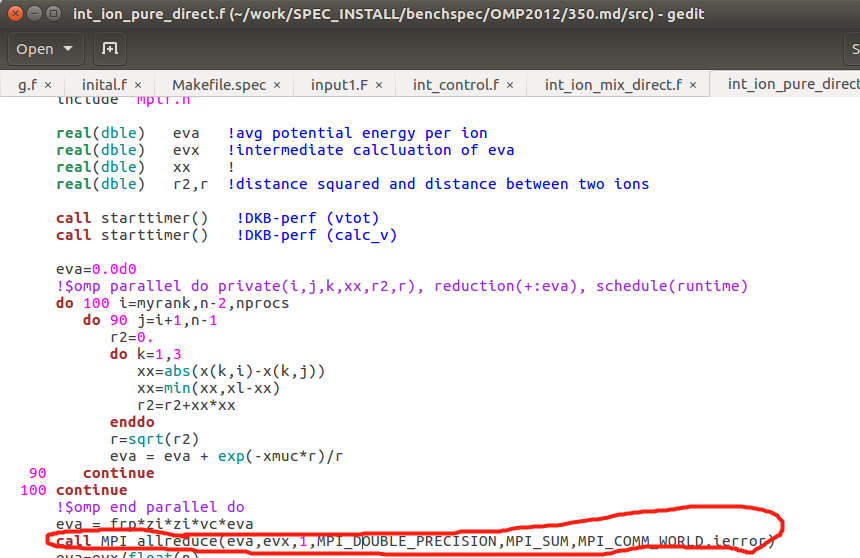 int_ion_pure_direct.f (~/work/SPEC_INSTALL/benchspec/OMP2012/350.md/src) - gedit
Open
g.f × inital.f × Makefile.spec × input1.F × int_control.f × int_ion_mix_direct.f × int_ion_pure_direct
include 'mpif.h'
real(dble) eva !avg potential energy per ion
real(dble) evx !intermediate calcluation of eva
real(dble) xx !
real(dble) r2,r !distance squared and distance between two ions
call starttimer() !DKB-perf (vtot)
call starttimer() !DKB-perf (calc_v)
eva=0.0d0
!$omp parallel do private(i,j,k,xx,r2,r), reduction(+:eva), schedule(runtime)
do 100 i=myrank,n-2,nprocs
do 90 j=i+1,n-1
r2=0.
do k=1,3
xx=abs(x(k,i)-x(k,j))
xx=min(xx,xl-xx)
r2=r2+xx*xx
enddo
r=sqrt(r2)
eva = eva + exp(-xmuc*r)/r
90 continue
100 continue
!$omp end parallel do
eva = frp*zi*zi*vc*eva
call MPI_allreduce(eva,evx,1,MPI_DOUBLE_PRECISION,MPI_SUM,MPI_COMM_WORLD,ierror)
eva=evx/float(n)